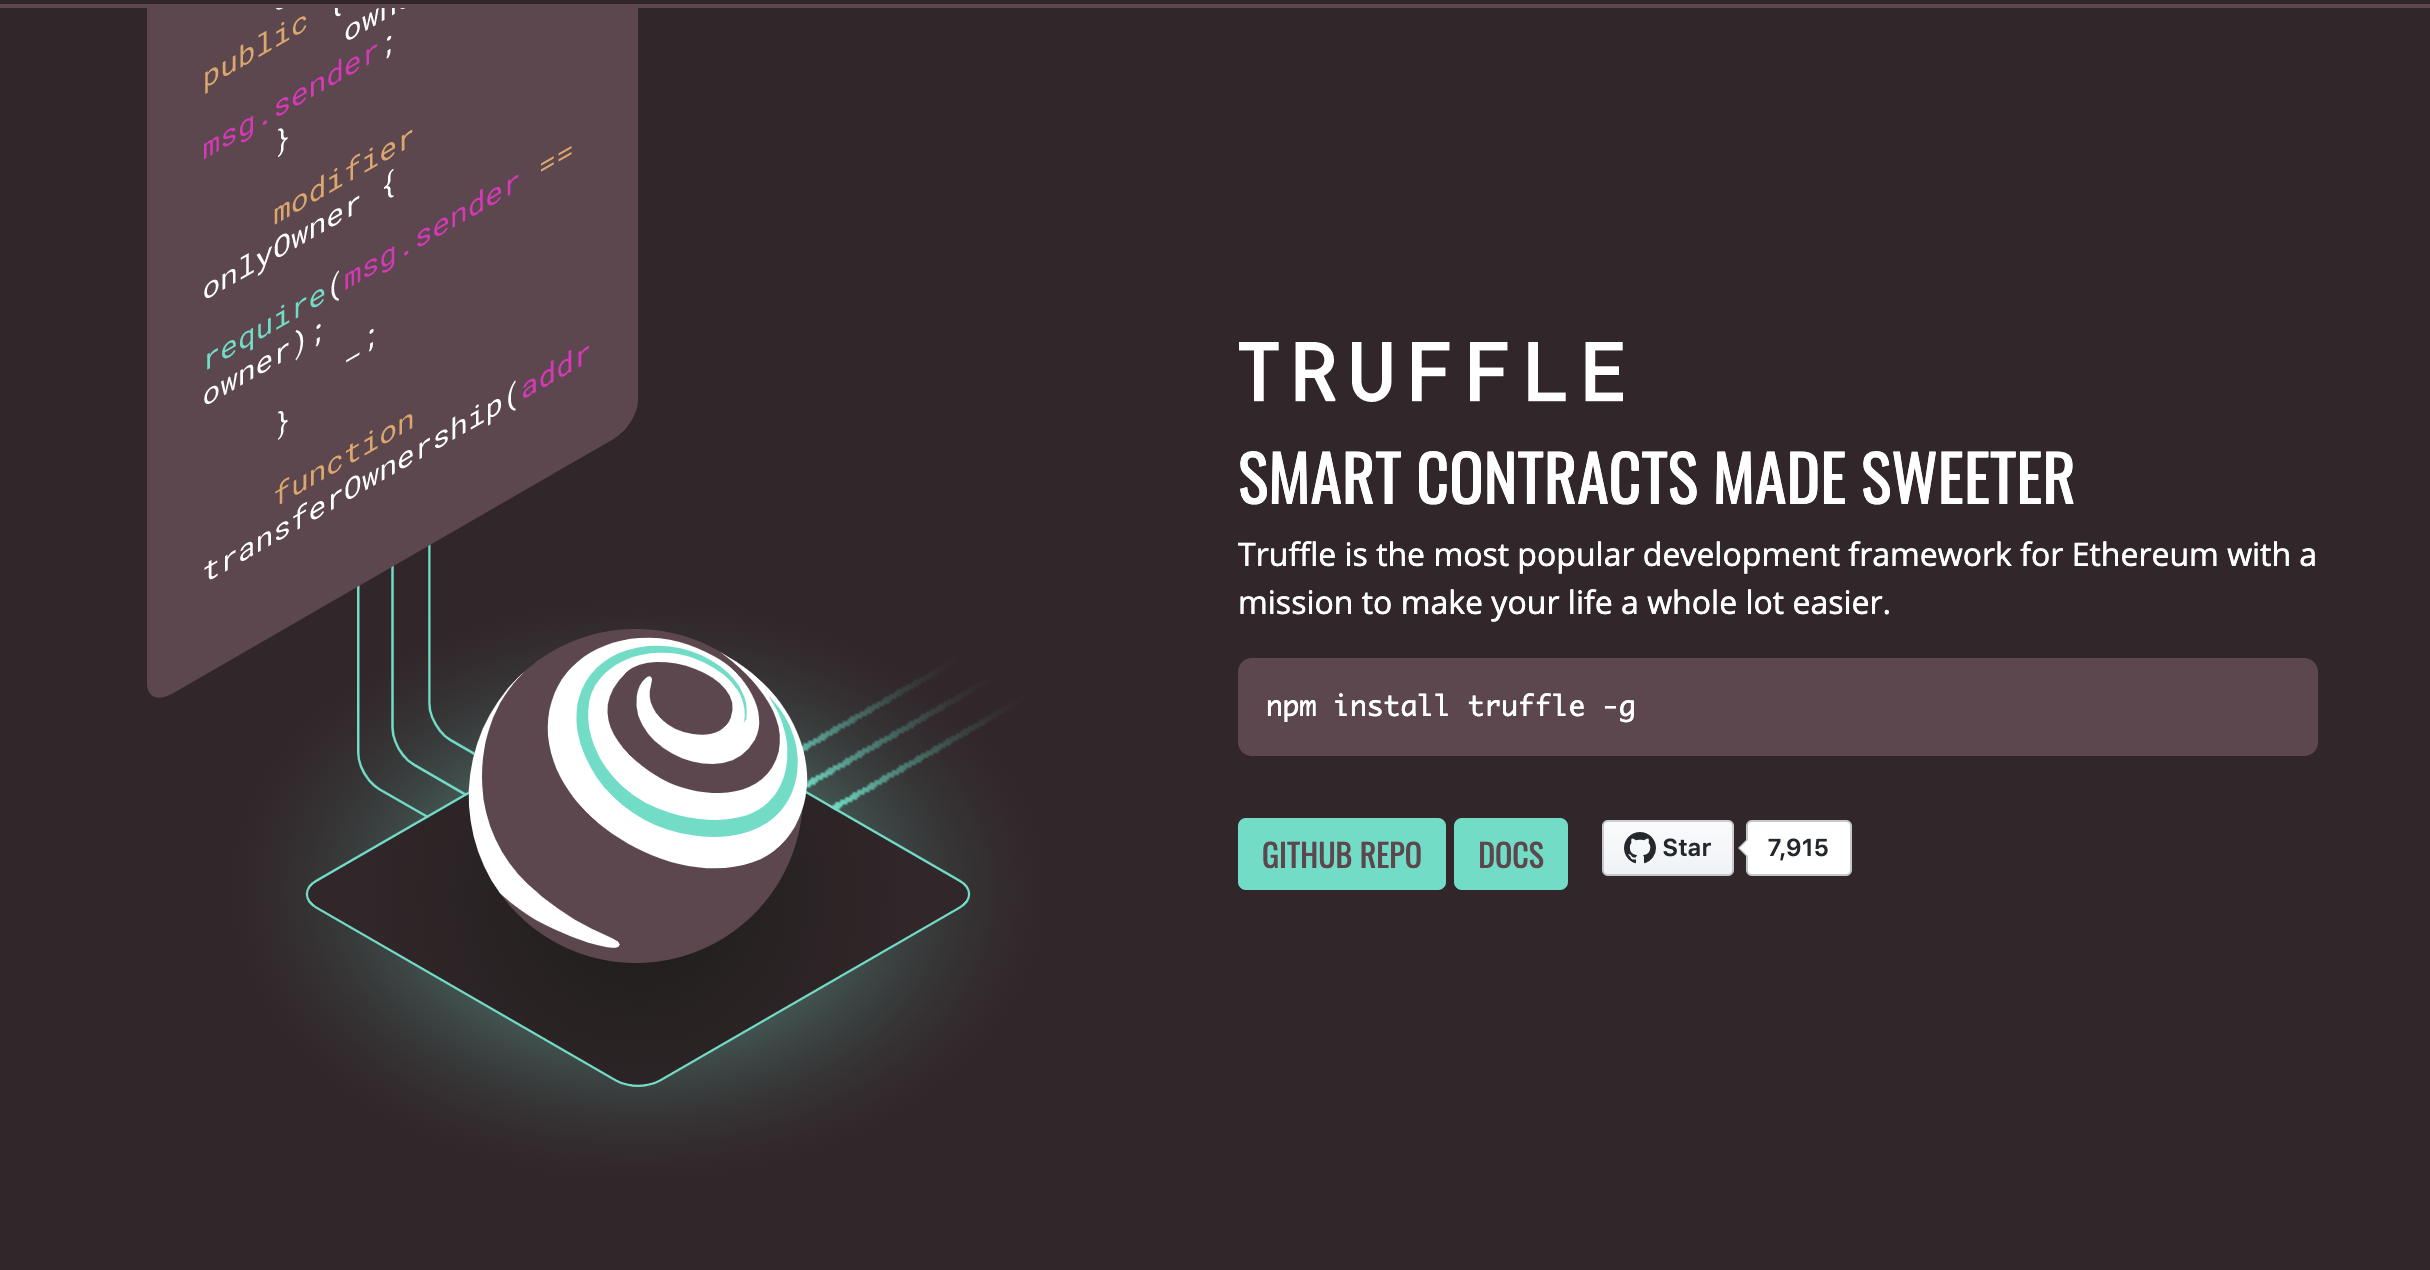 public
msg.sender;
}
modifier
onlyOwner {
require(msg.sender ==
owner); _;
}
function
transferOwnership(addr
TRUFFLE
SMART CONTRACTS MADE SWEETER
Truffle is the most popular development framework for Ethereum with a
mission to make your life a whole lot easier.
npm install truffle -g
GITHUB REPO
DOCS
Star
7,915